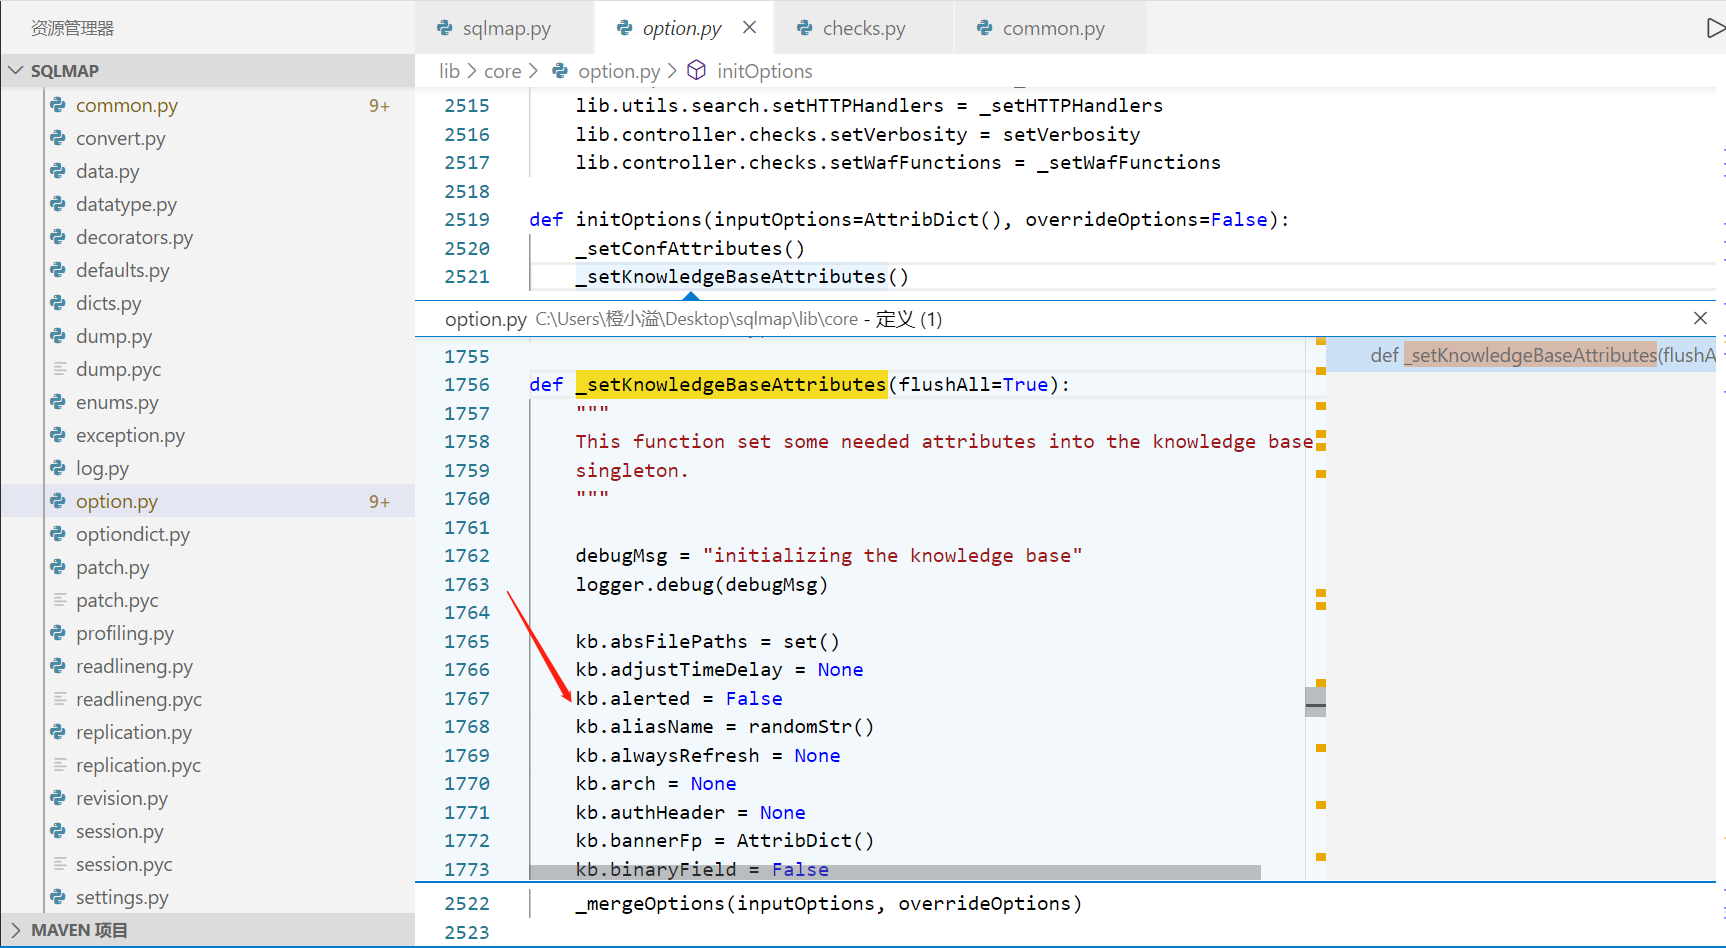 资源管理器
SQLMAP
common.py 9+
convert.py
data.py
datatype.py
decorators.py
defaults.py
dicts.py
dump.py
dump.pyc
enums.py
exception.py
log.py
option.py 9+
optiondict.py
patch.py
patch.pyc
profiling.py
readlineng.py
readlineng.pyc
replication.py
replication.pyc
revision.py
session.py
session.pyc
settings.py
MAVEN 项目
sqlmap.py option.py checks.py common.py
lib > core > option.py > initOptions
2515 lib.utils.search.setHTTPHandlers = _setHTTPHandlers
2516 lib.controller.checks.setVerbosity = setVerbosity
2517 lib.controller.checks.setWafFunctions = _setWafFunctions
2518
2519 def initOptions(inputOptions=AttribDict(), overrideOptions=False):
2520 _setConfAttributes()
2521 _setKnowledgeBaseAttributes()
option.py C:\Users\橙小溢\Desktop\sqlmap\lib\core - 定义 (1)
1755
1756 def _setKnowledgeBaseAttributes(flushAll=True):
1757 """
1758 This function set some needed attributes into the knowledge base
1759 singleton.
1760 """
1761
1762 debugMsg = "initializing the knowledge base"
1763 logger.debug(debugMsg)
1764
1765 kb.absFilePaths = set()
1766 kb.adjustTimeDelay = None
1767 kb.alerted = False
1768 kb.aliasName = randomStr()
1769 kb.alwaysRefresh = None
1770 kb.arch = None
1771 kb.authHeader = None
1772 kb.bannerFp = AttribDict()
1773 kb.binaryField = False
def _setKnowledgeBaseAttributes(flushA
2522 _mergeOptions(inputOptions, overrideOptions)
2523